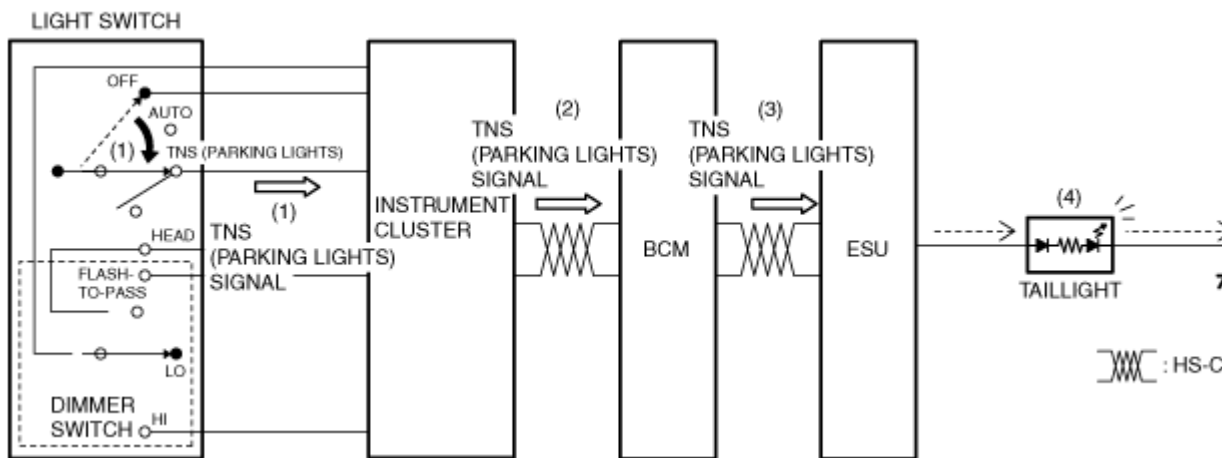 LIGHT SWITCH
OFF
AUTO
(1)
TNS (PARKING LIGHTS)
(1)
HEAD
TNS
(PARKING LIGHTS)
SIGNAL
FLASH-
TO-PASS
LO
DIMMER
SWITCH
HI
INSTRUMENT
CLUSTER
(2)
TNS
(PARKING LIGHTS)
SIGNAL
BCM
(3)
TNS
(PARKING LIGHTS)
SIGNAL
ESU
(4)
TAILLIGHT
: HS-C